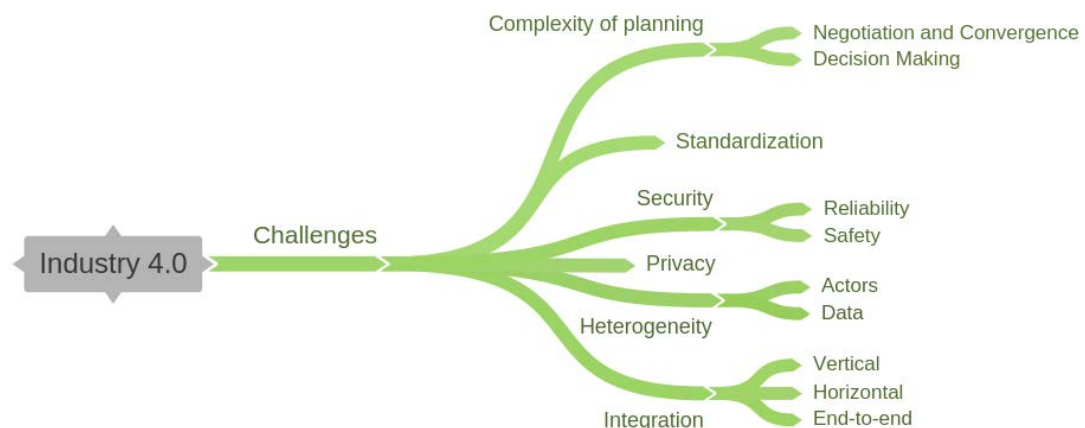 Industry 4.0
Challenges
Complexity of planning
Negotiation and Convergence
Decision Making
Standardization
Security
Reliability
Safety
Privacy
Heterogeneity
Actors
Data
Integration
Vertical
Horizontal
End-to-end